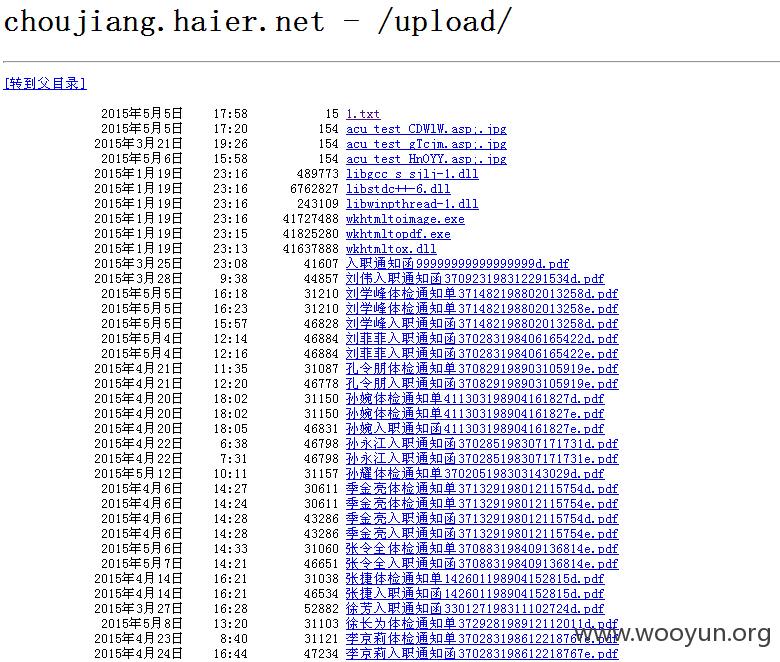 choujiang.haier.net - /upload/
[转到父目录]
2015年5月5日 17:58 15 1.txt
2015年5月5日 17:20 154 acu test CDWlW.asp;.jpg
2015年3月21日 19:26 154 acu test gTcjm.asp;.jpg
2015年5月6日 15:58 154 acu test HnOYY.asp;.jpg
2015年1月19日 23:16 489773 libgcc s sjlj-1.dll
2015年1月19日 23:16 6762827 libstdc++-6.dll
2015年1月19日 23:16 243109 libwinpthread-1.dll
2015年1月19日 23:16 41727488 wkhtmltoimage.exe
2015年1月19日 23:15 41825280 wkhtmltopdf.exe
2015年1月19日 23:13 41637888 wkhtmltox.dll
2015年3月25日 23:08 41607 入职通知函99999999999999999d.pdf
2015年3月28日 9:38 44857 刘伟入职通知函370923198312291534d.pdf
2015年5月5日 16:18 31210 刘学峰体检通知单371482198802013258d.pdf
2015年5月5日 16:23 31210 刘学峰体检通知单371482198802013258e.pdf
2015年5月5日 15:57 46828 刘学峰入职通知函371482198802013258d.pdf
2015年5月4日 12:14 46884 刘菲菲入职通知函370283198406165422d.pdf
2015年5月4日 12:16 46884 刘菲菲入职通知函370283198406165422e.pdf
2015年4月21日 11:35 31087 孔令朋体检通知单370829198903105919e.pdf
2015年4月21日 12:20 46778 孔令朋入职通知函370829198903105919e.pdf
2015年4月20日 18:02 31150 孙婉体检通知单411303198904161827d.pdf
2015年4月20日 18:02 31150 孙婉体检通知单411303198904161827e.pdf
2015年4月20日 18:05 46831 孙婉入职通知函411303198904161827d.pdf
2015年4月22日 6:38 46798 孙永江入职通知函370285198307171731d.pdf
2015年4月22日 7:31 46798 孙永江入职通知函370285198307171731e.pdf
2015年5月12日 10:11 31157 孙耀体检通知单370205198303143029d.pdf
2015年4月6日 14:27 30611 季金亮体检通知单371329198012115754d.pdf
2015年4月6日 14:24 30611 季金亮体检通知单371329198012115754e.pdf
2015年4月6日 14:28 43286 季金亮入职通知函371329198012115754d.pdf
2015年4月6日 14:28 43286 季金亮入职通知函371329198012115754e.pdf
2015年5月6日 14:33 31060 张令全体检通知单370883198409136814e.pdf
2015年5月7日 14:21 46651 张令全入职通知函370883198409136814e.pdf
2015年4月14日 16:21 31038 张捷体检通知单142601198904152815d.pdf
2015年4月14日 16:21 46534 张捷入职通知函142601198904152815d.pdf
2015年3月27日 16:28 52882 徐芳入职通知函330127198311102724d.pdf
2015年5月8日 13:20 31103 徐长为体检通知单372928198912112011d.pdf
2015年4月23日 8:40 31121 李京莉体检通知单370283198612218767e.pdf
2015年4月24日 16:44 47234 李京莉入职通知函370283198612218767e.pdf
www.wooyun.org